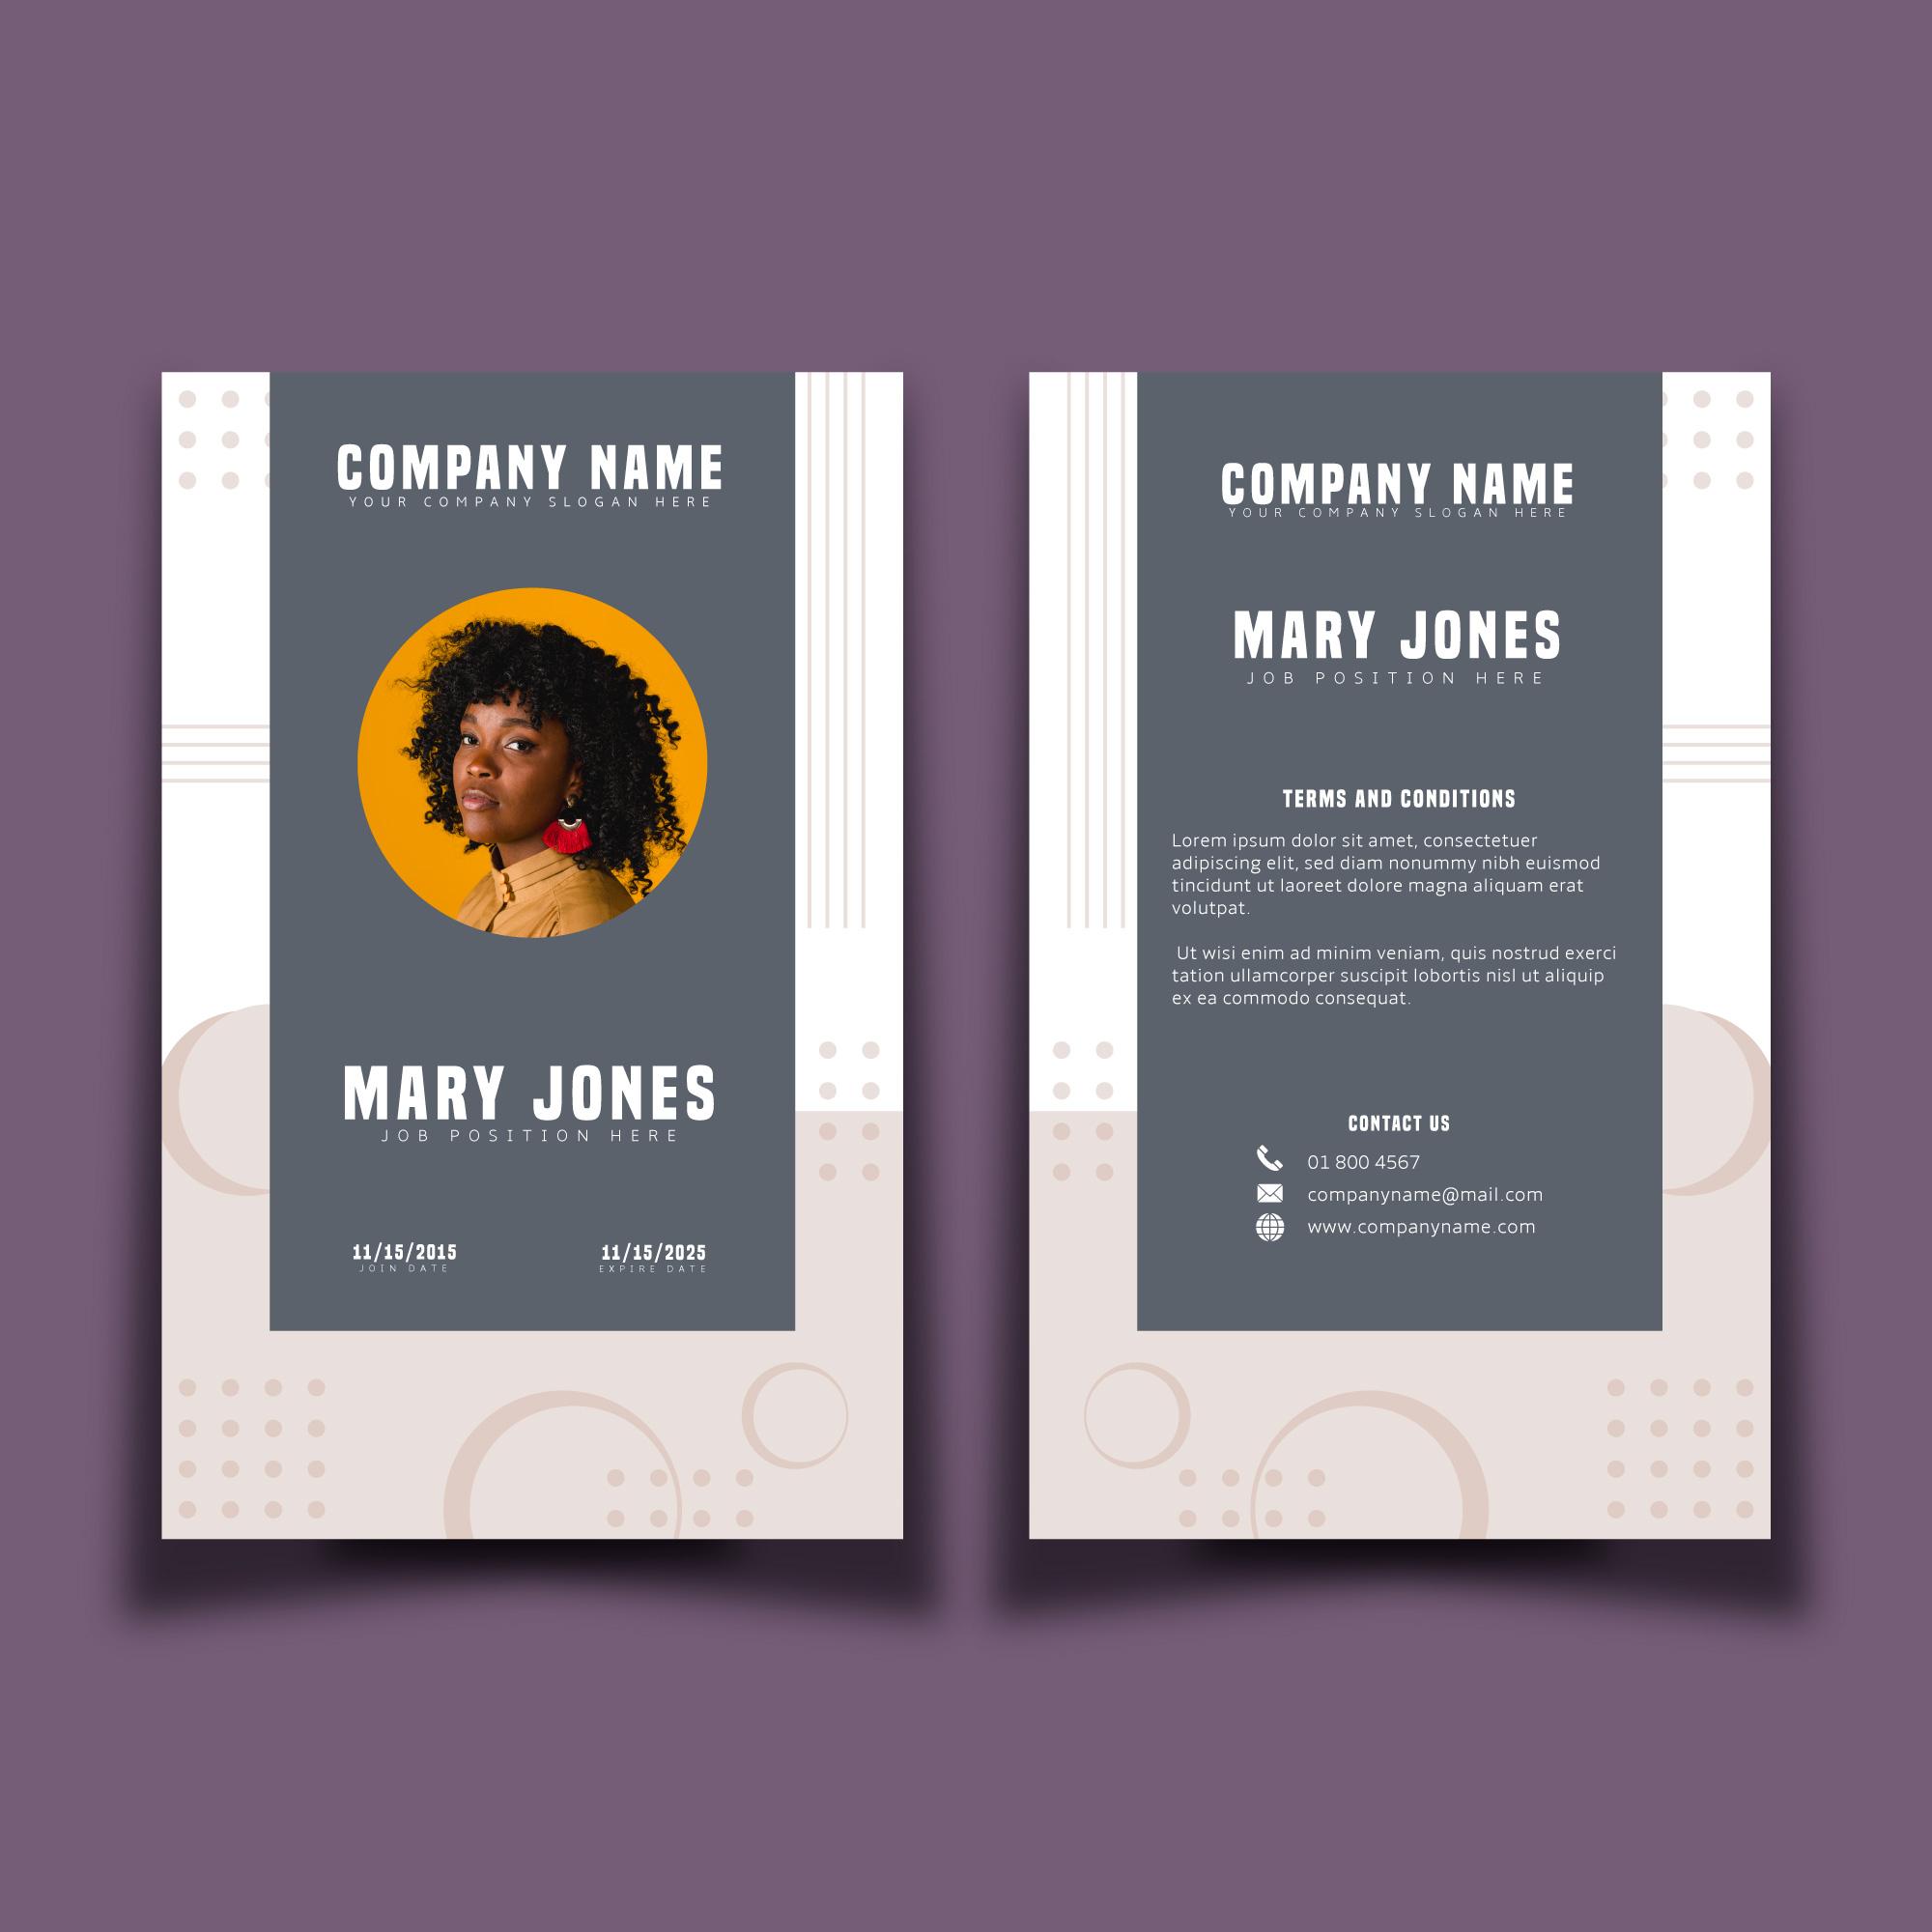 COMPANY NAME
YOUR COMPANY SLOGAN HERE
MARY JONES
JOB POSITION HERE
11/15/2015
JOIN DATE
11/15/2025
EXPIRE DATE
COMPANY NAME
YOUR COMPANY SLOGAN HERE
MARY JONES
JOB POSITION HERE
TERMS AND CONDITIONS
Lorem ipsum dolor sit amet, consectetuer
adipiscing elit, sed diam nonummy nibh euismod
tincidunt ut laoreet dolore magna aliquam erat
volutpat.
Ut wisi enim ad minim veniam, quis nostrud exerci
tation ullamcorper suscipit lobortis nisl ut aliquip
ex ea commodo consequat.
CONTACT US
01 800 4567
companyname@mail.com
www.companyname.com